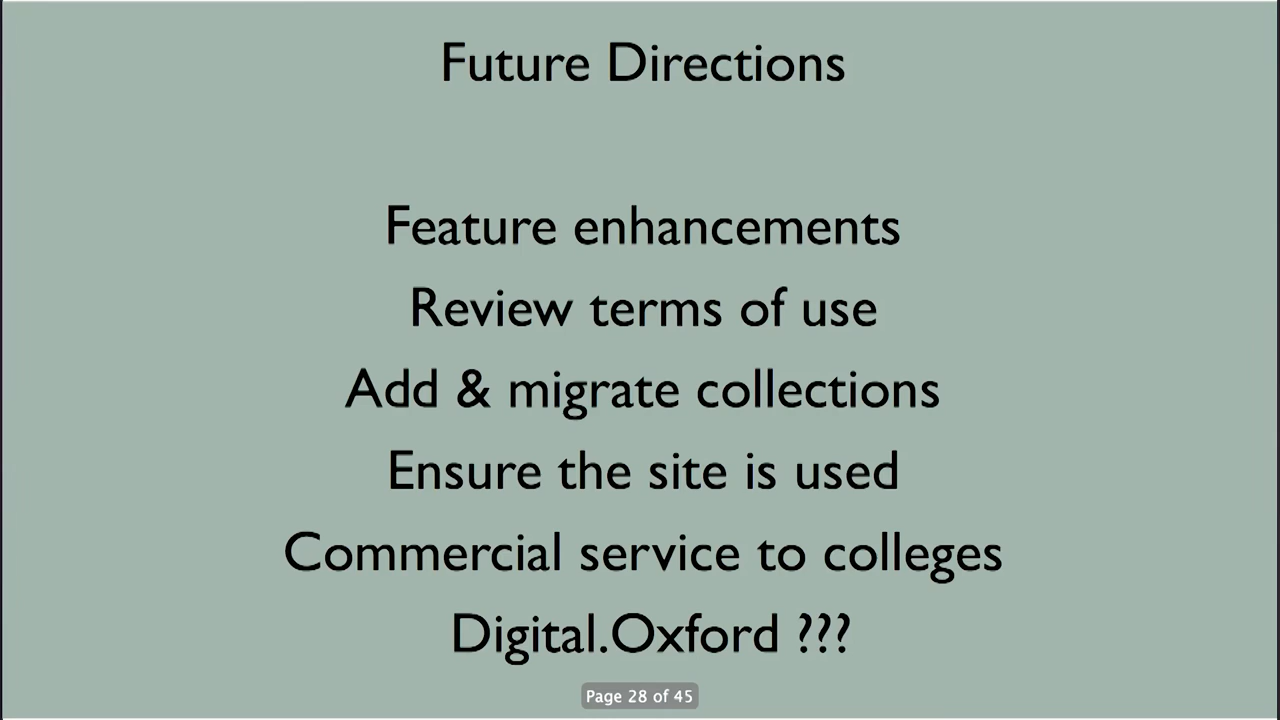 Future Directions
Feature enhancements
Review terms of use
Add & migrate collections
Ensure the site is used
Commercial service to colleges
Digital.Oxford ???
Page 28 of 45